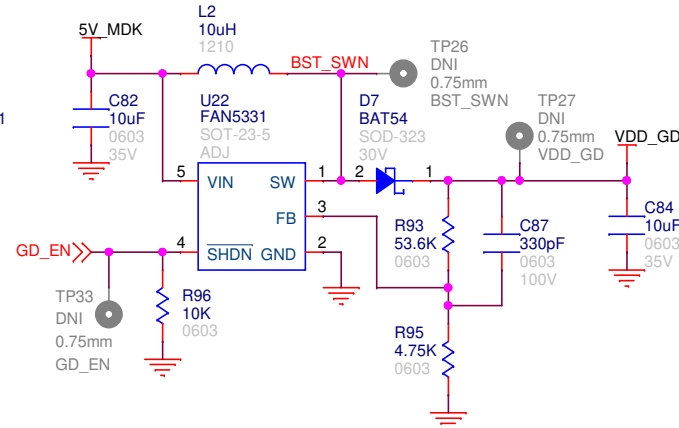 5V_MDK
L2
10uH
1210
BST_SWN
TP26
DNI
0.75mm
BST_SWN
C82
10uF
0603
35V
1
U22
FAN5331
SOT-23-5
ADJ
D7
BAT54
SOD-323
30V
TP27
DNI
0.75mm
VDD_GD
VDD_GD
5
VIN
SW
1
2
1
FB
3
4
SHDN
GND
2
GD_EN
R93
53.6K
0603
C87
330pF
0603
100V
C84
10uF
0603
35V
TP33
DNI
0.75mm
GD_EN
R96
10K
0603
R95
4.75K
0603